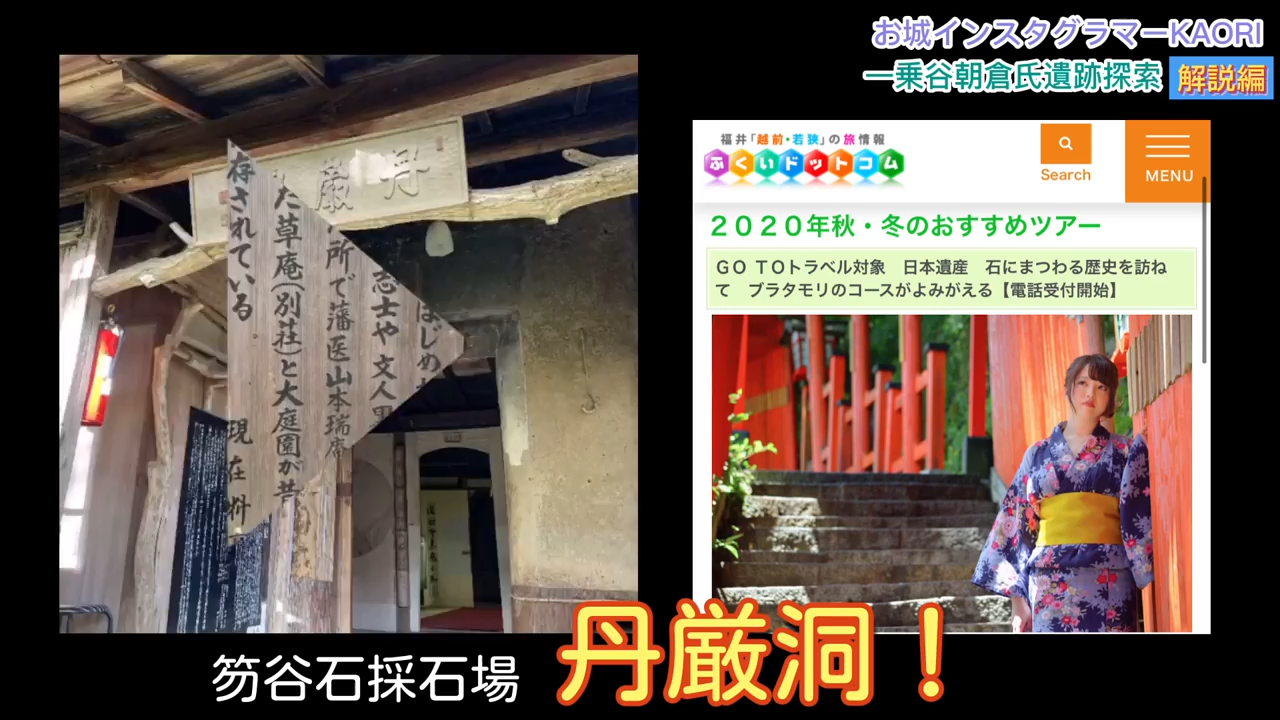 お城インスタグラマーKAORI
一乗谷朝倉氏遺跡探索 解説編
丹巌
はじめ
志士や文人
所で藩医山本瑞庵
た草庵(別荘)と大庭園が昔
存されている。
現在
福井「越前・若狭」の旅情報
ふくいドットコム
Search
MENU
2020年秋・冬のおすすめツアー
GO TOトラベル対象 日本遺産 石にまつわる歴史を訪ね
て ブラタモリのコースがよみがえる【電話受付開始】
笏谷石採石場 丹厳洞！